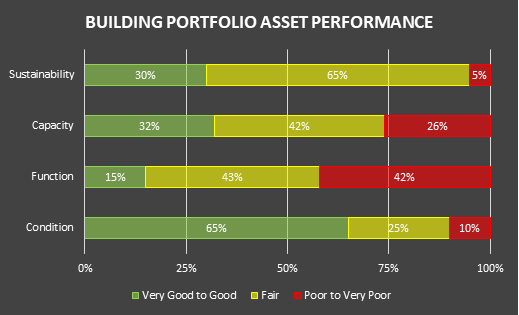 BUILDING PORTFOLIO ASSET PERFORMANCE
Sustainability 30% 65% 5%
Capacity 32% 42% 26%
Function 15% 43% 42%
Condition 65% 25% 10%
0% 25% 50% 75% 100%
Very Good to Good Fair Poor to Very Poor